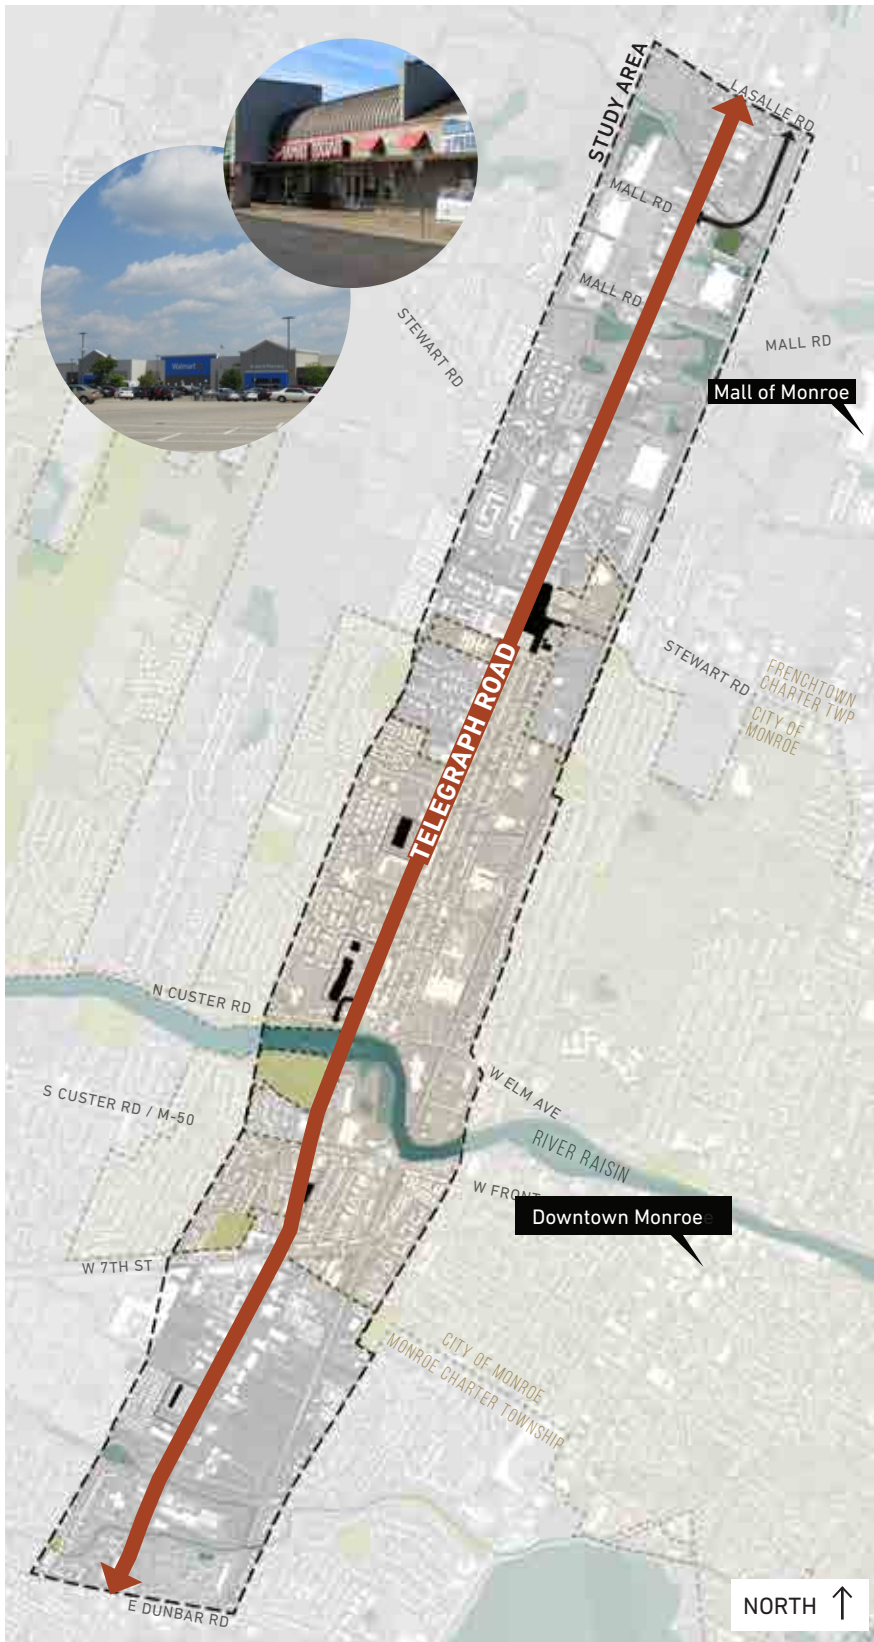 STUDY AREA
LASALLE RD
MALL RD
MALL RD
STEWART RD
MALL RD
Mall of Monroe
Walmart
TELEGRAPH ROAD
STEWART RD
FRENCHTOWN
CHARTER TWP
CITY OF
MONROE
N CUSTER RD
S CUSTER RD / M-50
W ELM AVE
RIVER RAISIN
W FRONT
Downtown Monroe
W 7TH ST
CITY OF MONROE
MONROE CHARTER TOWNSHIP
E DUNBAR RD
NORTH